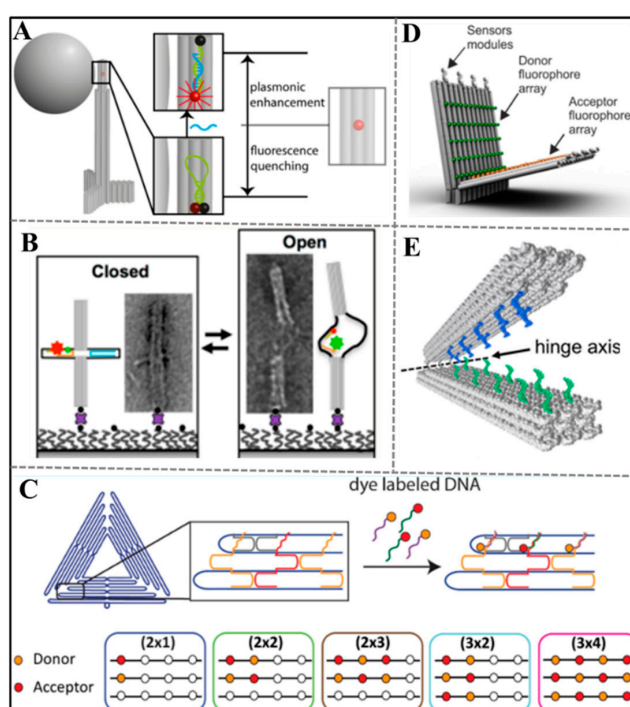 A
plasmonic
enhancement
fluorescence
quenching
D
Sensors
modules
Donor
fluorophore
array
Acceptor
fluorophore
array
B
Closed
Open
E
hinge axis
C
dye labeled DNA
Donor
Acceptor
(2x1)
(2x2)
(2x3)
(3x2)
(3x4)